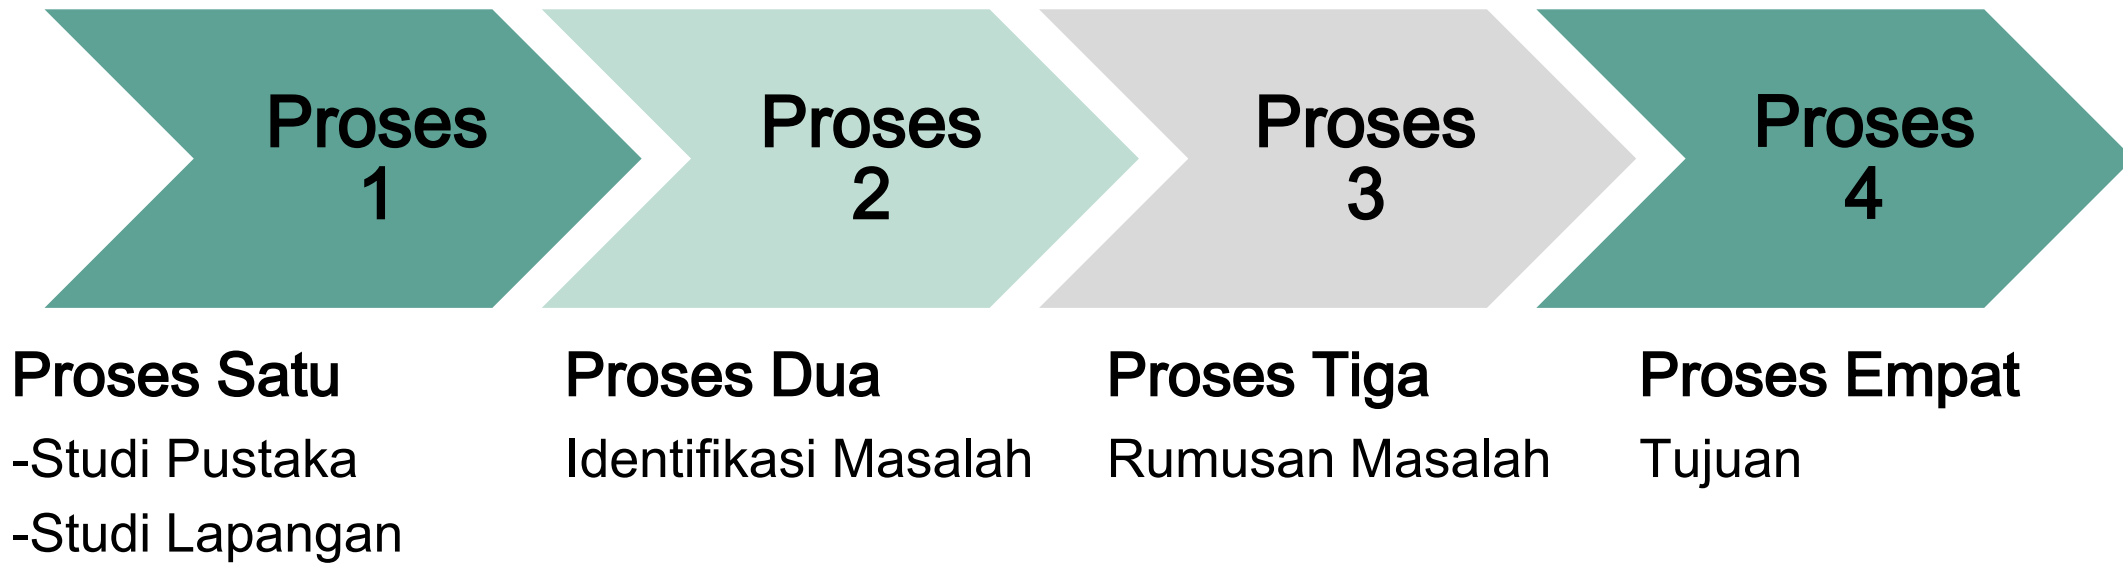 Proses
1
Proses
2
Proses
3
Proses
4
Proses Satu
-Studi Pustaka
-Studi Lapangan
Proses Dua
Identifikasi Masalah
Proses Tiga
Rumusan Masalah
Proses Empat
Tujuan